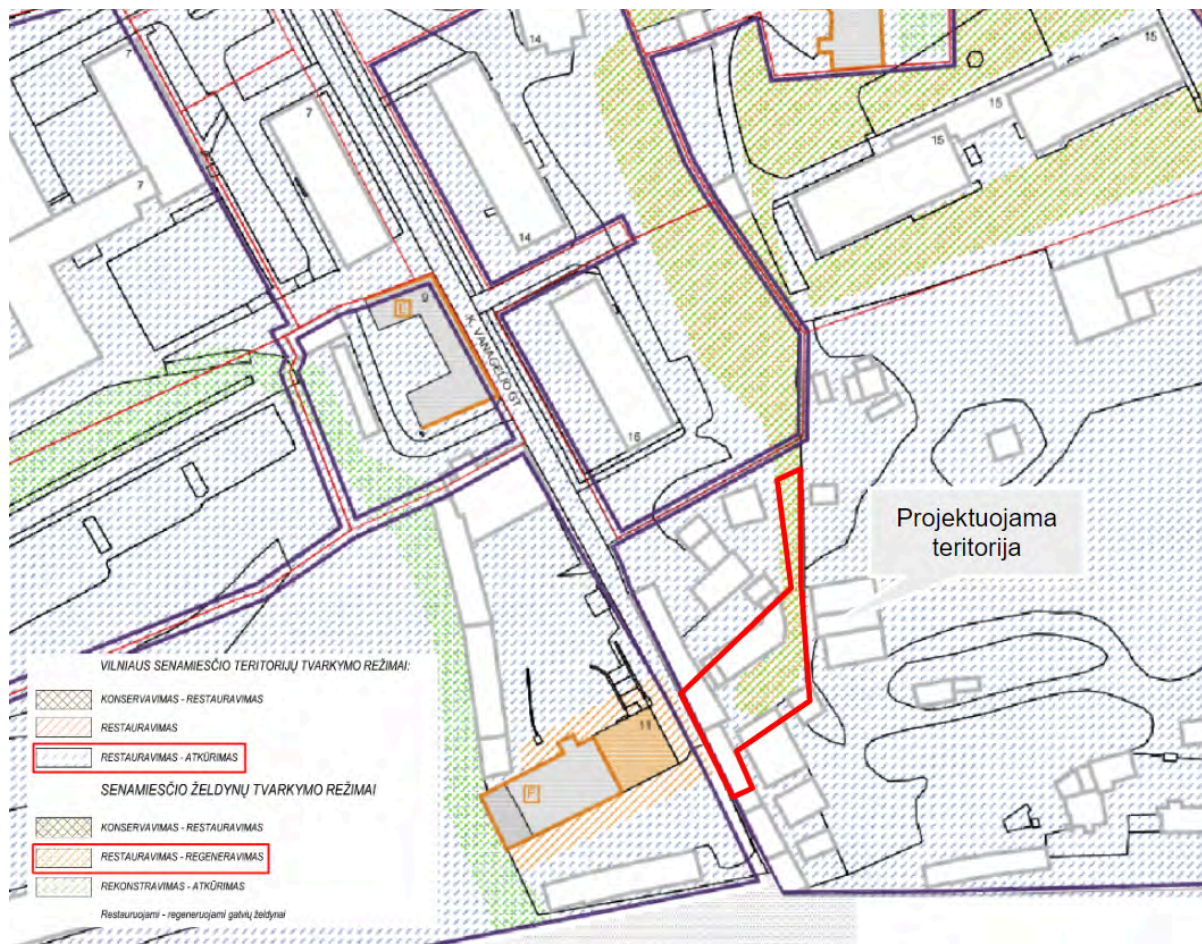 14
15
7
7
15
15
7
14
9
L
K. VANAGĖLIO GT
16
Projektuojama
teritorija
VILNIAUS SENAMIESČIO TERITORIJŲ TVARKYMO REŽIMAI:
KONSERVAVIMAS - RESTAURAVIMAS
RESTAURAVIMAS
RESTAURAVIMAS - ATKŪRIMAS
SENAMIESČIO ŽELDYNŲ TVARKYMO REŽIMAI
KONSERVAVIMAS - RESTAURAVIMAS
RESTAURAVIMAS - REGENERAVIMAS
REKONSTRAVIMAS - ATKŪRIMAS
Restauruojami - regeneruojami gatvių želdynai
11
F